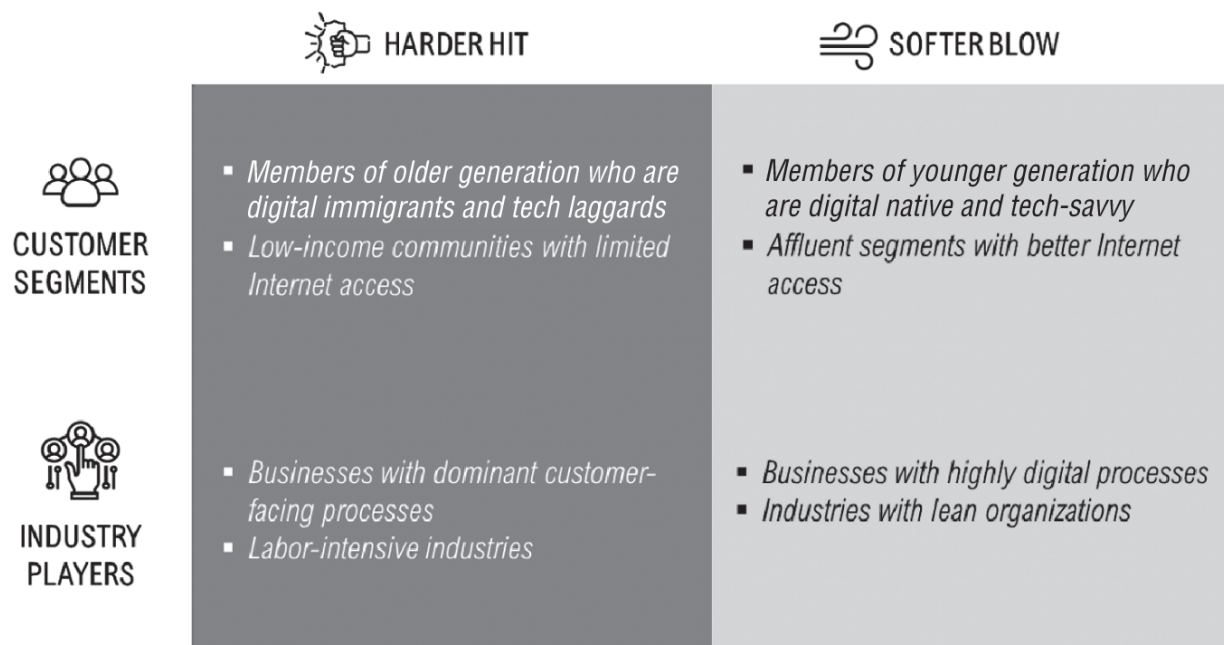 HARDER HIT
SOFTER BLOW
CUSTOMER
SEGMENTS
▪ Members of older generation who are
digital immigrants and tech laggards
▪ Low-income communities with limited
Internet access
▪ Members of younger generation who
are digital native and tech-savvy
▪ Affluent segments with better Internet
access
INDUSTRY
PLAYERS
▪ Businesses with dominant customer-
facing processes
▪ Labor-intensive industries
▪ Businesses with highly digital processes
▪ Industries with lean organizations